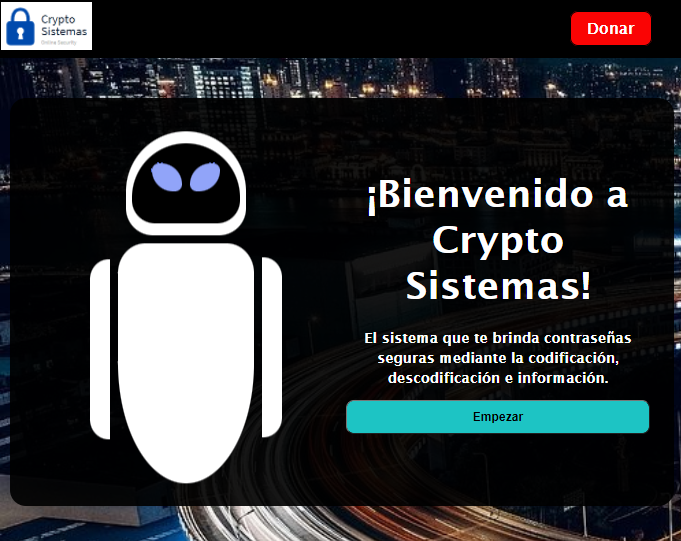 Crypto
Sistemas
Online Security
Donar
¡Bienvenido a
Crypto
Sistemas!
El sistema que te brinda contraseñas
seguras mediante la codificación,
descodificación e información.
Empezar